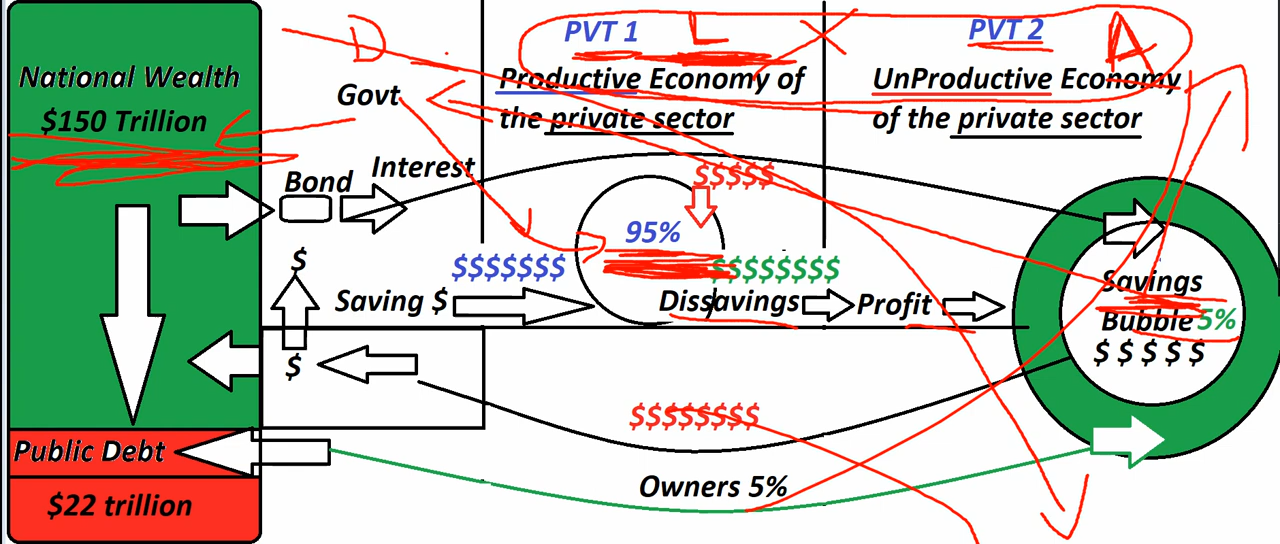 D
PVT 1
L
PVT 2
A
National Wealth
$150 Trillion
Govt
Productive Economy of
the private sector
UnProductive Economy
of the private sector
Bond
Interest
$$$$$
95%
$
$$$$$$$
$$$$$$$$
Saving $
Dissavings
Profit
Savings
Bubble 5%
$ $ $ $ $
$
$$$$$$$$
Public Debt
$22 trillion
Owners 5%